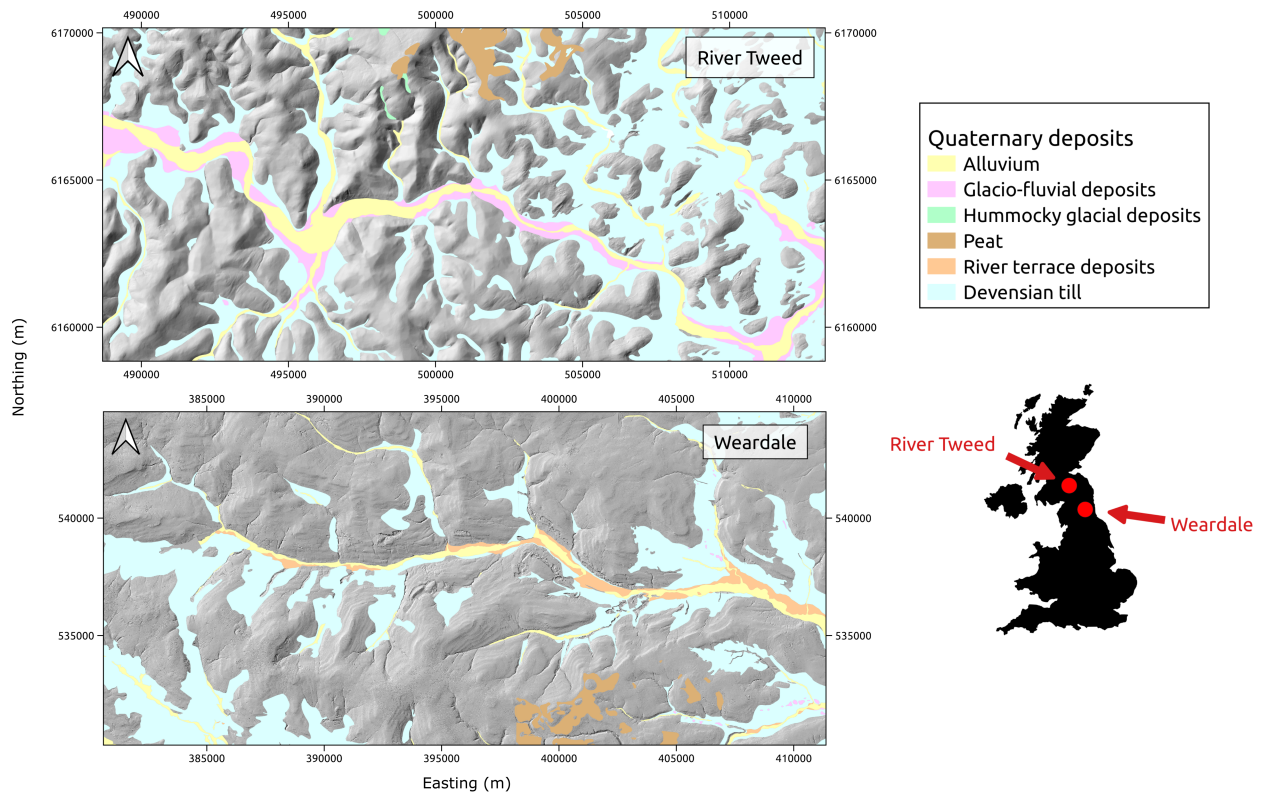 490000 495000 500000 505000 510000
6170000 6170000
River Tweed
6165000 6165000
6160000 6160000
490000 495000 500000 505000 510000
Northing (m)
385000 390000 395000 400000 405000 410000
Weardale
540000 540000
535000 535000
385000 390000 395000 400000 405000 410000
Easting (m)
Quaternary deposits
Alluvium
Glacio-fluvial deposits
Hummocky glacial deposits
Peat
River terrace deposits
Devensian till
River Tweed
Weardale